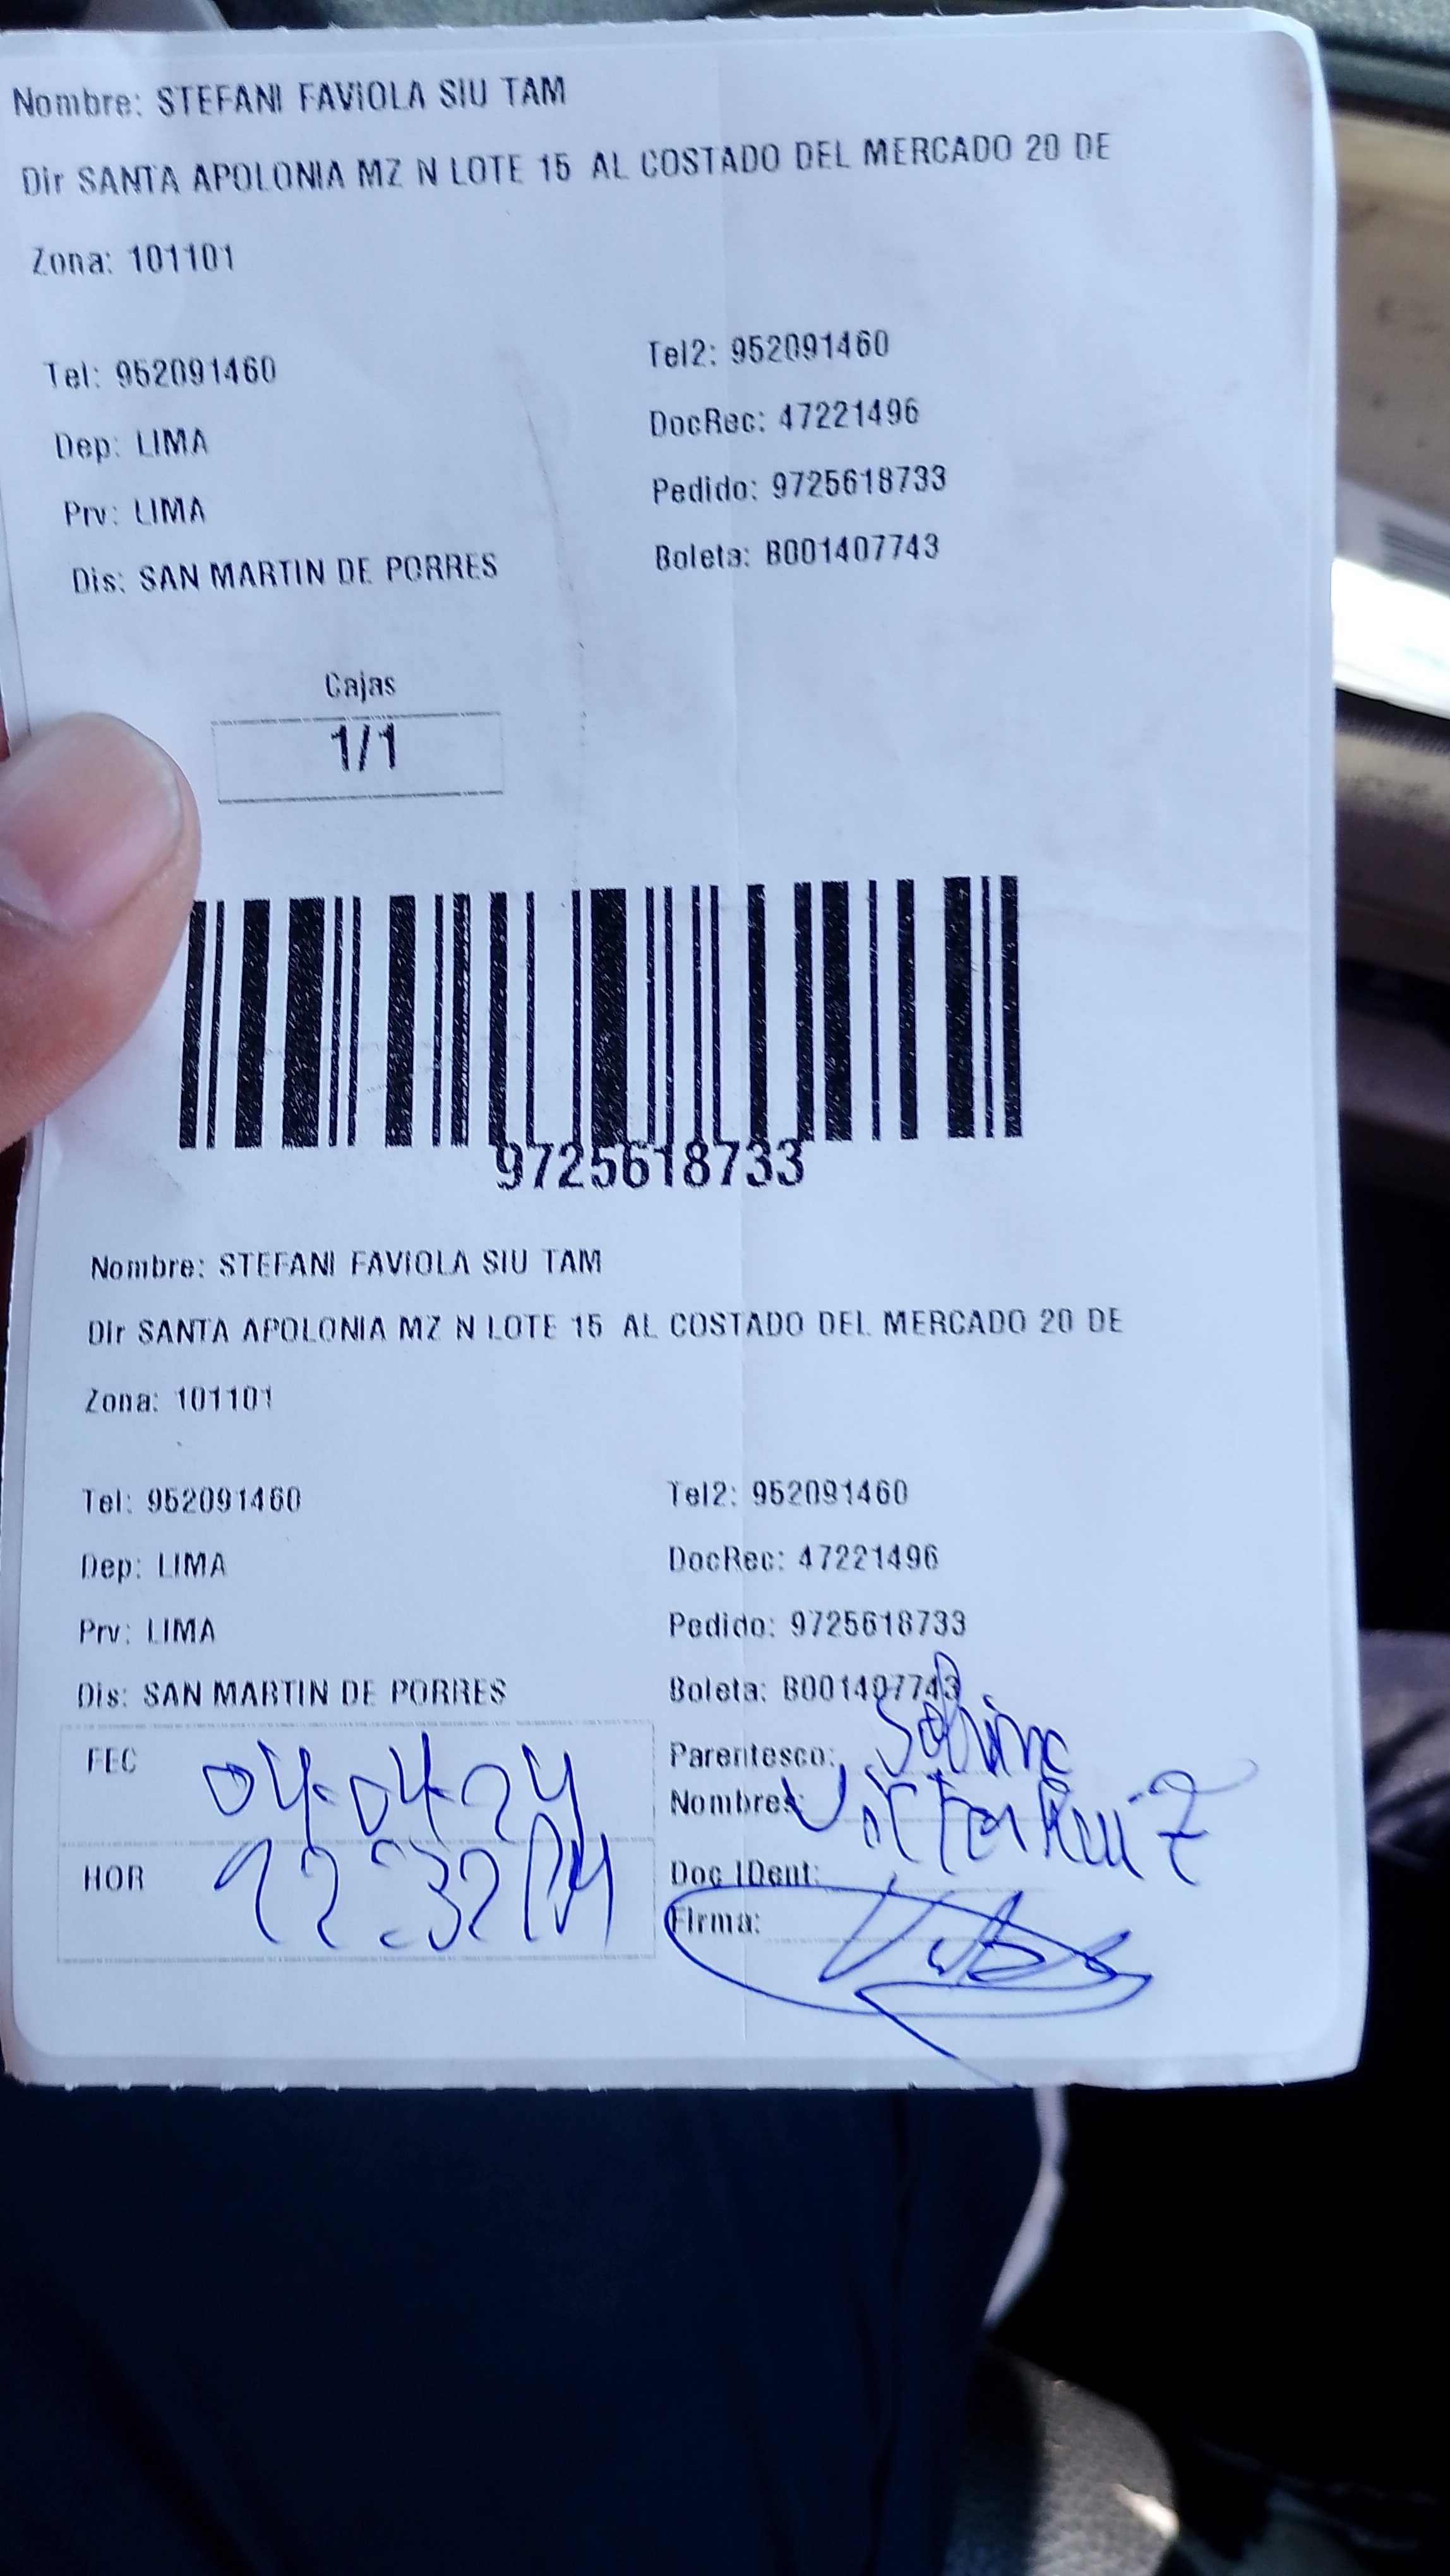 Nombre: STEFANI FAVIOLA SIU TAM
Dir SANTA APOLONIA MZ N LOTE 15 AL COSTADO DEL MERCADO 20 DE
Zona: 101101
Tel: 952091460 Tel2: 952091460
Dep: LIMA DocRec: 47221496
Prv: LIMA Pedido: 9725618733
Dis: SAN MARTIN DE PORRES Boleta: B001407743
Cajas
1/1
9725618733
Nombre: STEFANI FAVIOLA SIU TAM
Dir SANTA APOLONIA MZ N LOTE 15 AL COSTADO DEL MERCADO 20 DE
Zona: 101101
Tel: 952091460 Tel2: 952091460
Dep: LIMA DocRec: 47221496
Prv: LIMA Pedido: 9725618733
Dis: SAN MARTIN DE PORRES Boleta: B001407743
FEC 04-04-24 Parentesco: Sobrino
Nombres: Victor Ruiz
HOR 12:32 PM Doc IDent:
Firma: